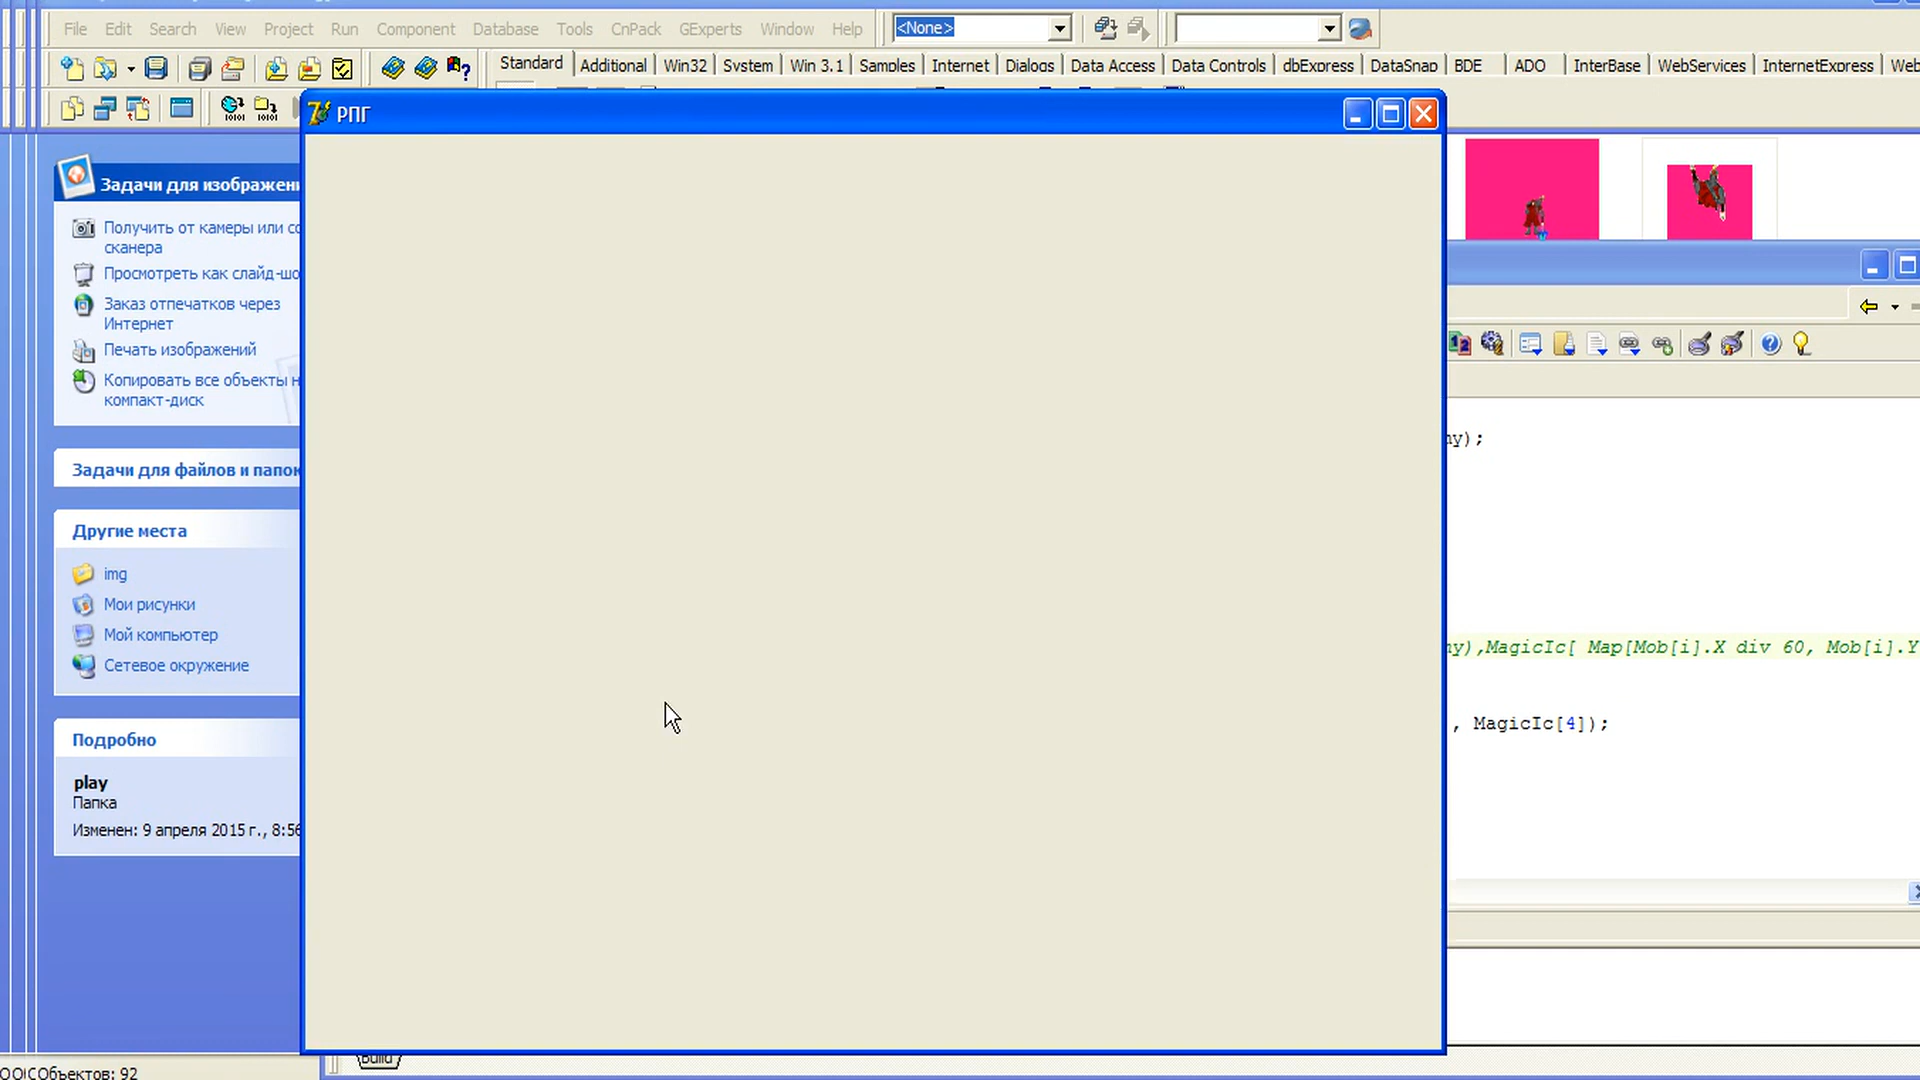 File Edit Search View Project Run Component Database Tools CnPack GExperts Window Help <None>
Standard Additional Win32 System Win 3.1 Samples Internet Dialogs Data Access Data Controls dbExpress DataSnap BDE ADO InterBase WebServices InternetExpress Web
РПГ
Задачи для изображени
Получить от камеры или со
сканера
Просмотреть как слайд-шо
Заказ отпечатков через
Интернет
Печать изображений
Копировать все объекты н
компакт-диск
Задачи для файлов и папок
Другие места
img
Мои рисунки
Мой компьютер
Сетевое окружение
Подробно
play
Папка
Изменен: 9 апреля 2015 г., 8:56
ny);
ny),MagicIc[ Map[Mob[i].X div 60, Mob[i].Y
, MagicIc[4]);
Build
Объектов: 92